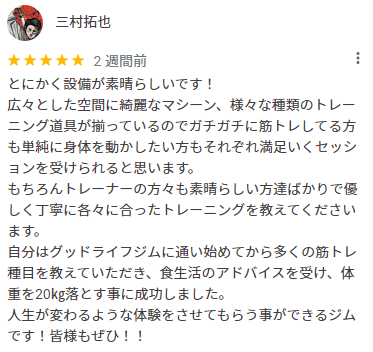 三村拓也
★★★★★ 2 週間前
とにかく設備が素晴らしいです！
広々とした空間に綺麗なマシーン、様々な種類のトレー
ニング道具が揃っているのでガチガチに筋トレしてる方
も単純に身体を動かしたい方もそれぞれ満足いくセッシ
ョンを受けられると思います。
もちろんトレーナーの方々も素晴らしい方達ばかりで優
しく丁寧に各々に合ったトレーニングを教えてください
ます。
自分はグッドライフジムに通い始めてから多くの筋トレ
種目を教えていただき、食生活のアドバイスを受け、体
重を20㎏落とす事に成功しました。
人生が変わるような体験をさせてもらう事ができるジム
です！皆様もぜひ！！